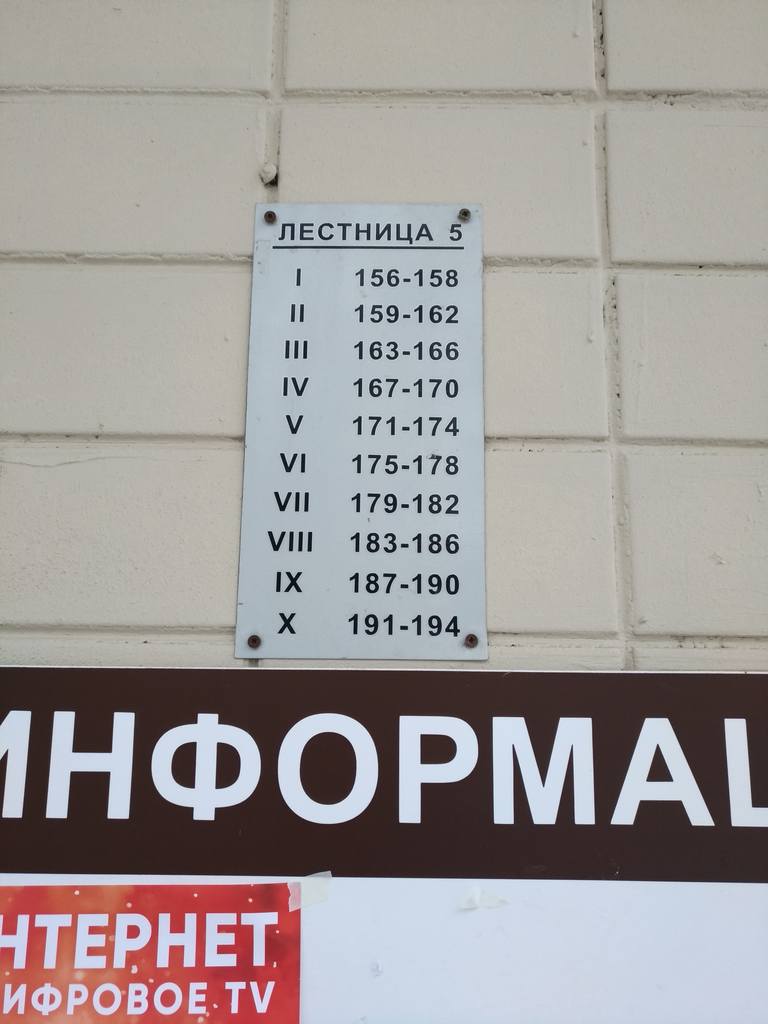 ЛЕСТНИЦА 5
I 156-158
II 159-162
III 163-166
IV 167-170
V 171-174
VI 175-178
VII 179-182
VIII 183-186
IX 187-190
X 191-194
ИНФОРМАЦ
НТЕРНЕТ
ИФРОВОЕ TV